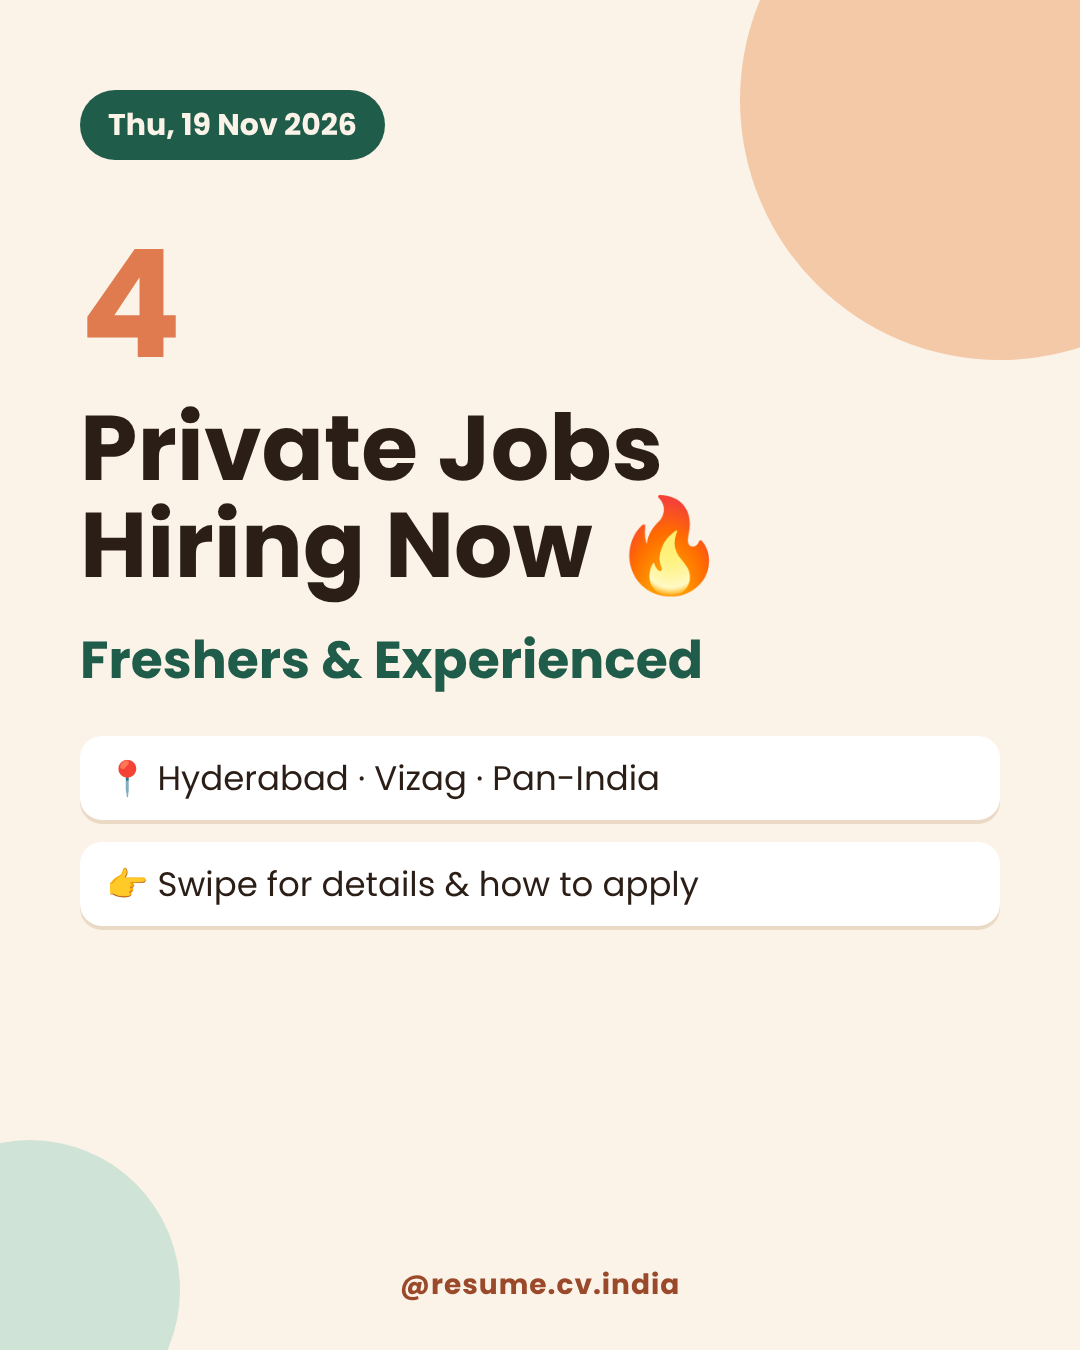 Thu, 19 Nov 2026
4
Private Jobs
Hiring Now 🔥
Freshers & Experienced
📍 Hyderabad · Vizag · Pan-India
👉 Swipe for details & how to apply
@resume.cv.india